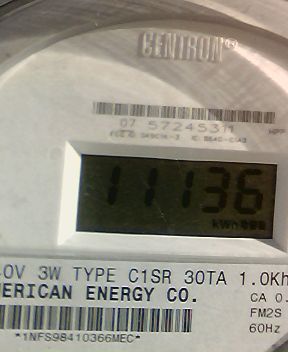 CENTRON®
07 57245311
11136
kWh
0V 3W TYPE C1SR 30TA 1.0Kh
MERICAN ENERGY CO.
CA 0.
FM2S
60Hz
*1NFS98410366MEC*